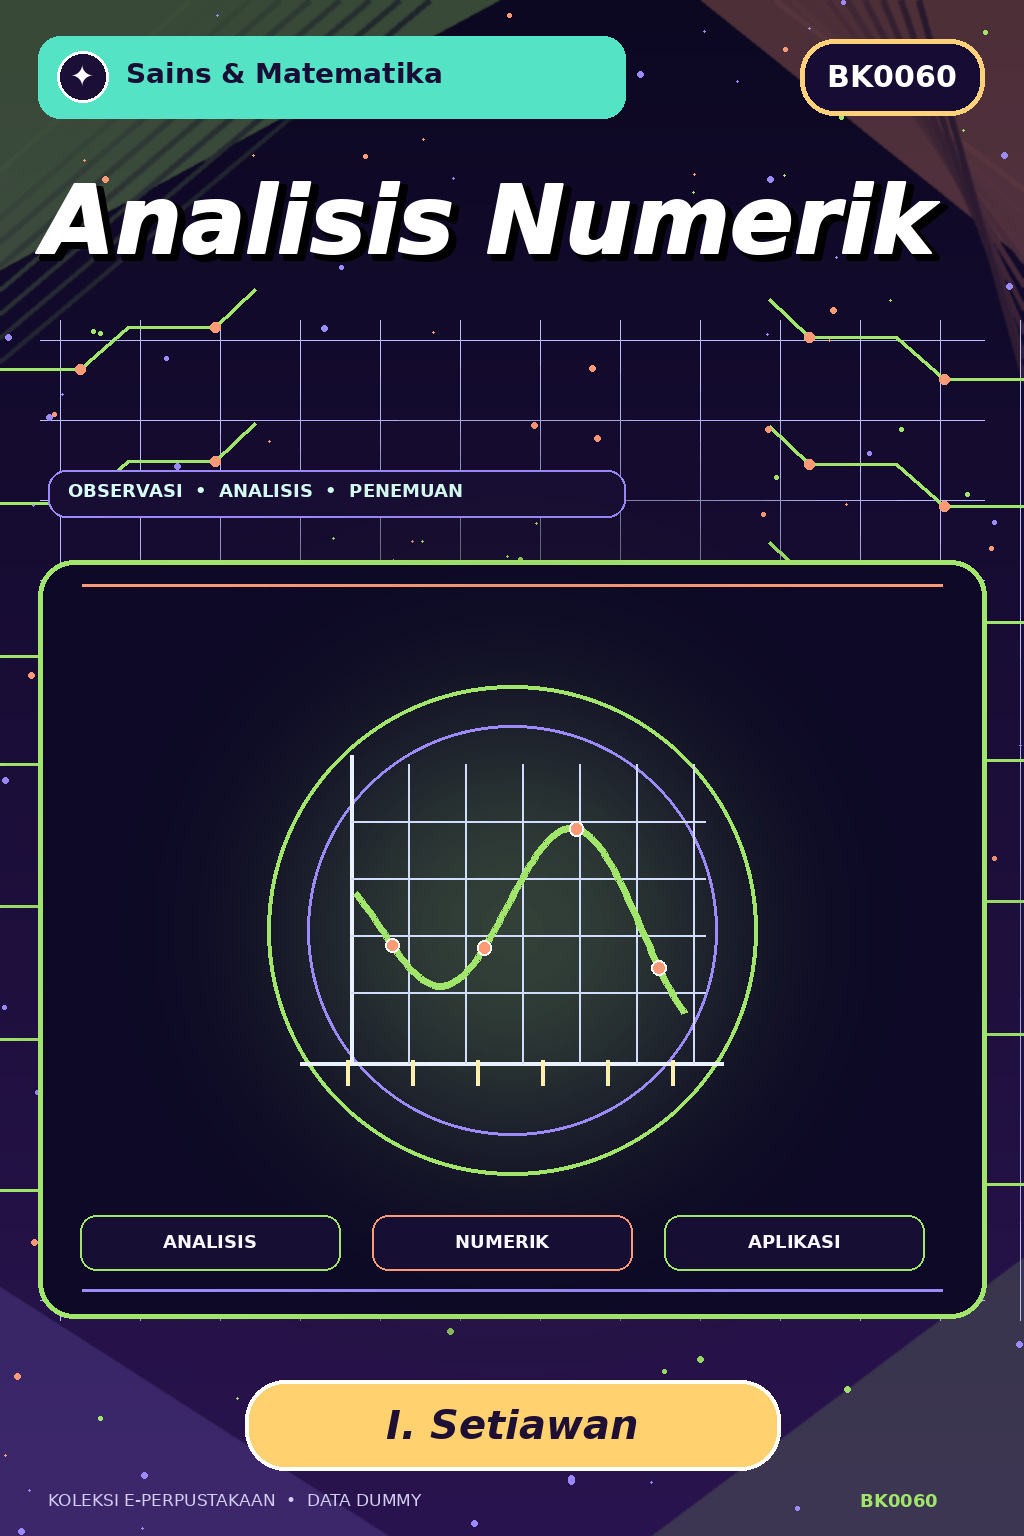 ✦ Sains & Matematika
BK0060
Analisis Numerik
OBSERVASI • ANALISIS • PENEMUAN
ANALISIS
NUMERIK
APLIKASI
I. Setiawan
KOLEKSI E-PERPUSTAKAAN • DATA DUMMY
BK0060